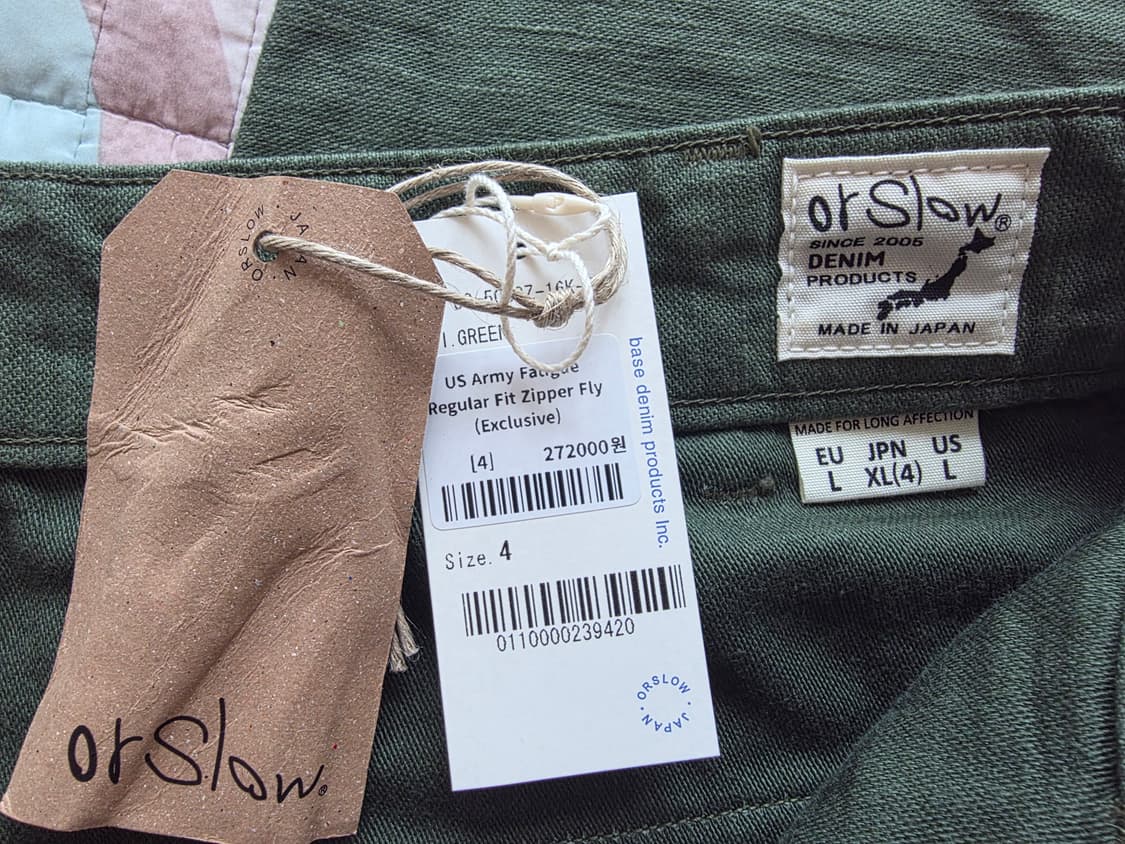 ORSLOW · JAPAN ·
orSlow®
I.GREEN
US Army Fatigue
Regular Fit Zipper Fly
(Exclusive)
[4] 272000원
Size. 4
0110000239420
base denim products Inc.
ORSLOW · JAPAN ·
orSlow®
SINCE 2005
DENIM
PRODUCTS
MADE IN JAPAN
MADE FOR LONG AFFECTION
EU JPN US
L XL(4) L